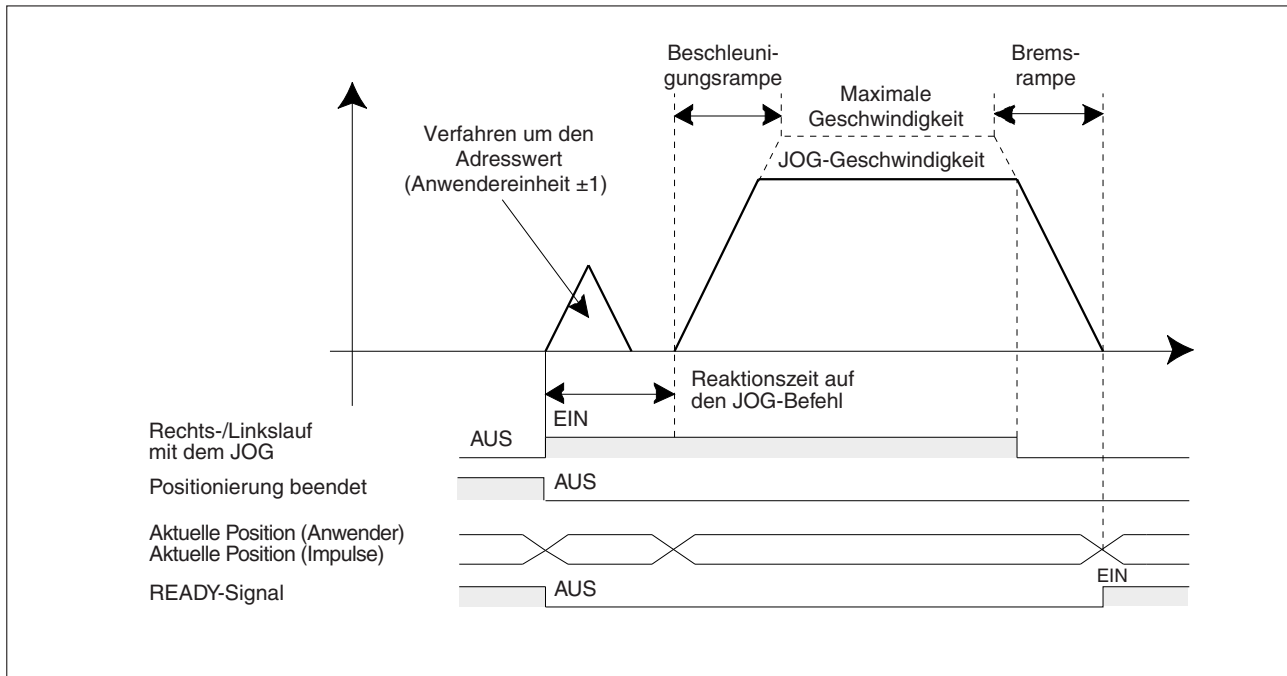 Beschleuni-
gungsrampe
Brems-
rampe
Maximale
Geschwindigkeit
Verfahren um den
Adresswert
(Anwendereinheit ±1)
JOG-Geschwindigkeit
Reaktionszeit auf
den JOG-Befehl
EIN
Rechts-/Linkslauf
mit dem JOG
AUS
Positionierung beendet
AUS
Aktuelle Position (Anwender)
Aktuelle Position (Impulse)
EIN
READY-Signal
AUS